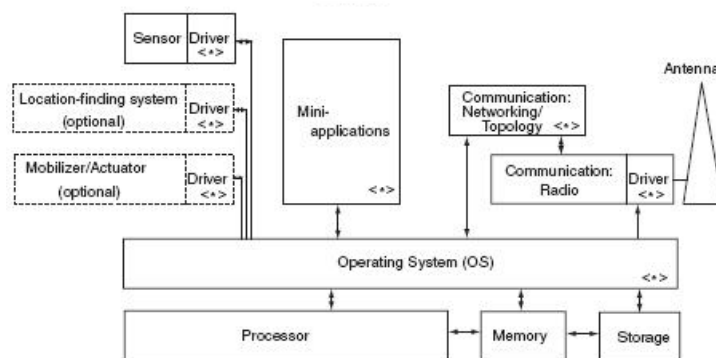 Sensor
Driver
<*>
Antenna
Location-finding system
(optional)
Driver
<*>
Mini-
applications
<*>
Communication:
Networking/
Topology <*>
Mobilizer/Actuator
(optional)
Driver
<*>
Communication:
Radio
Driver
<*>
Operating System (OS)
<*>
Processor
Memory
Storage